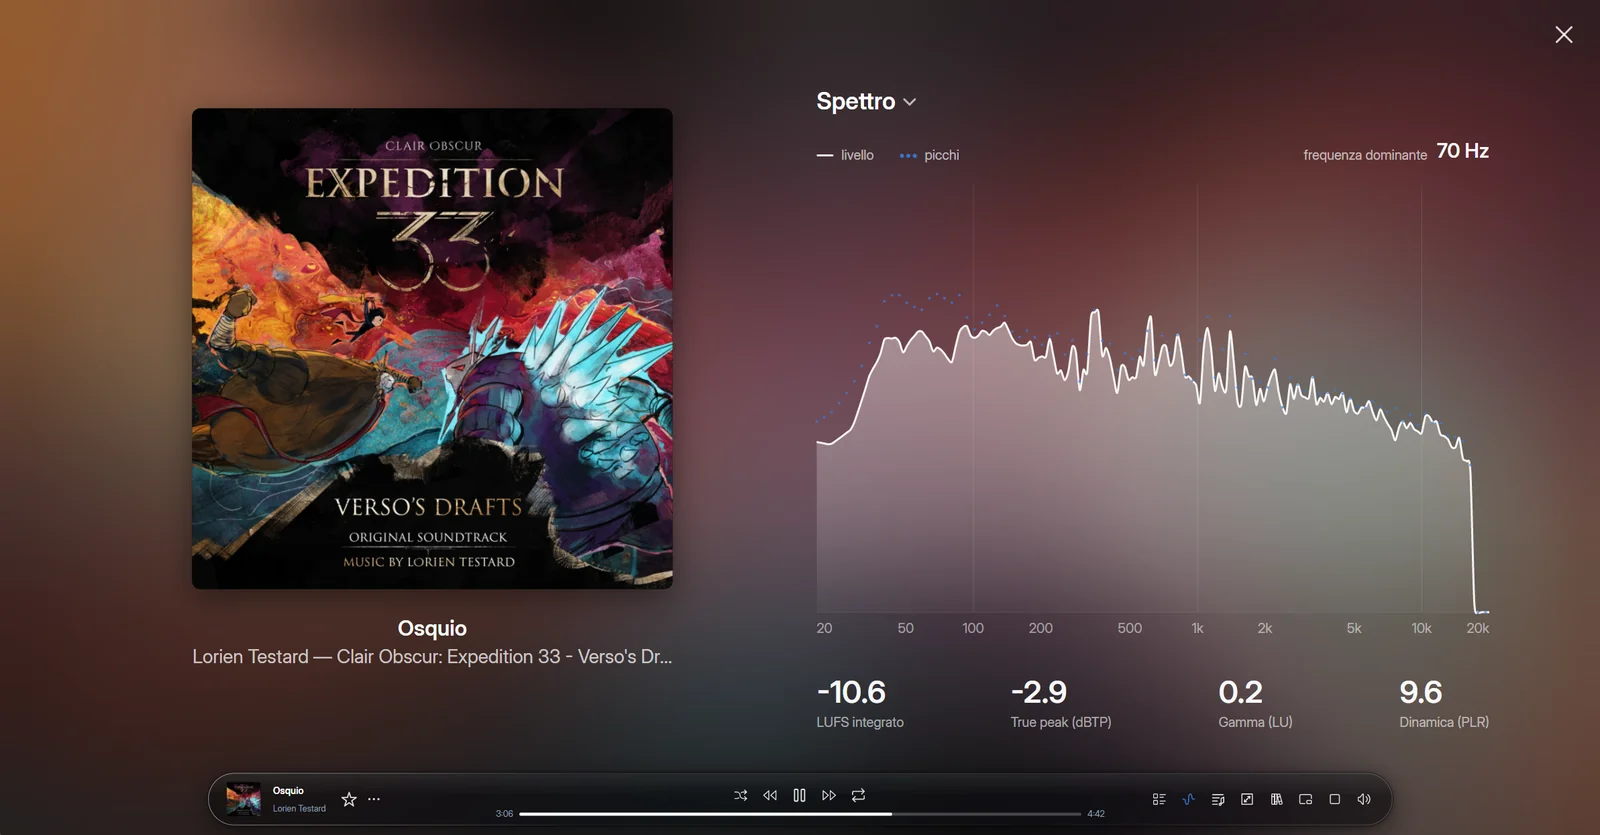 CLAIR OBSCUR
EXPEDITION
33
VERSO'S DRAFTS
ORIGINAL SOUNDTRACK
MUSIC BY LORIEN TESTARD
Osquio
Lorien Testard — Clair Obscur: Expedition 33 - Verso's Dr...
Spettro
livello picchi frequenza dominante 70 Hz
20 50 100 200 500 1k 2k 5k 10k 20k
-10.6 -2.9 0.2 9.6
LUFS integrato True peak (dBTP) Gamma (LU) Dinamica (PLR)
Osquio
Lorien Testard
3:06 4:42